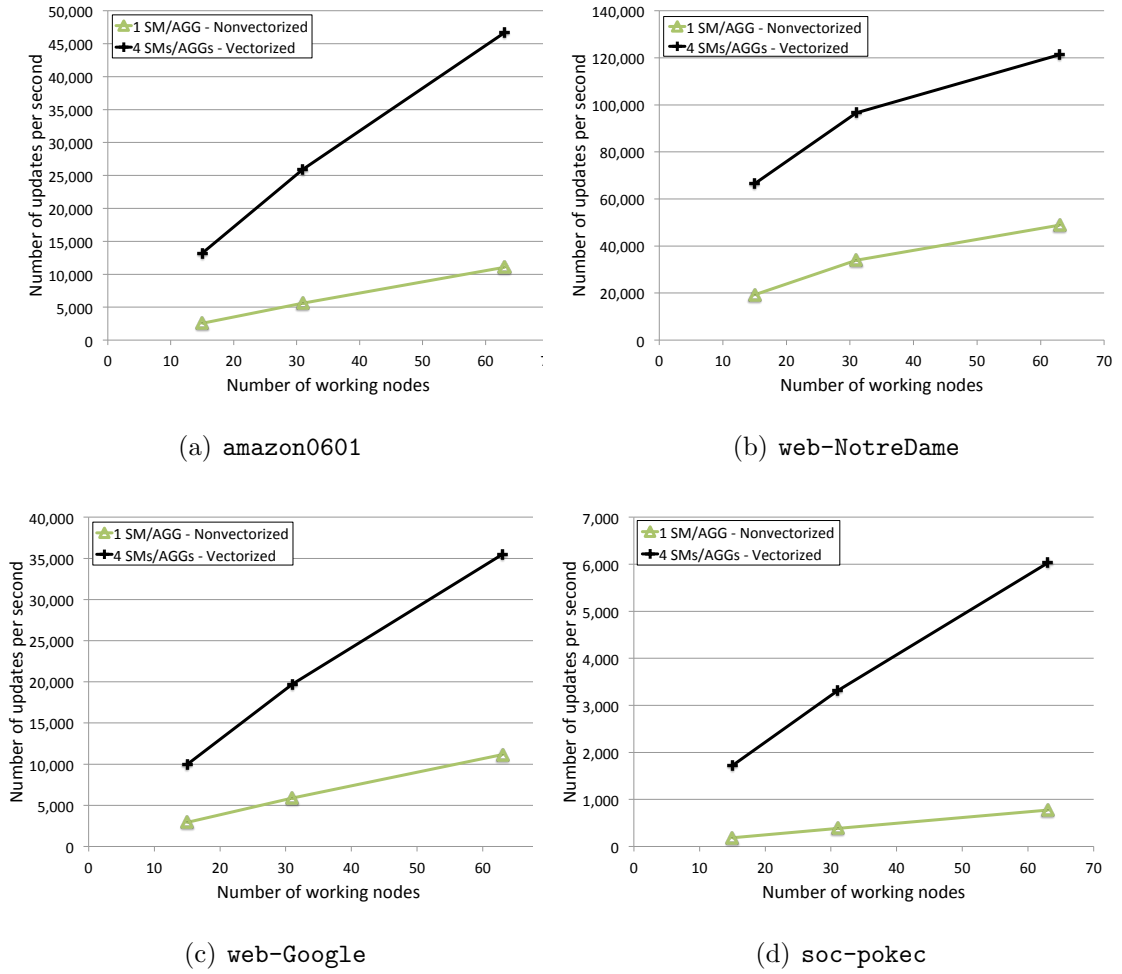 50,000
45,000
40,000
35,000
30,000
25,000
20,000
15,000
10,000
5,000
0
0 10 20 30 40 50 60
Number of updates per second
Number of working nodes
1 SM/AGG - Nonvectorized
4 SMs/AGGs - Vectorized
(a) amazon0601
140,000
120,000
100,000
80,000
60,000
40,000
20,000
0
0 10 20 30 40 50 60 70
Number of updates per second
Number of working nodes
1 SM/AGG - Nonvectorized
4 SMs/AGGs - Vectorized
(b) web-NotreDame
40,000
35,000
30,000
25,000
20,000
15,000
10,000
5,000
0
0 10 20 30 40 50 60
Number of updates per second
Number of working nodes
1 SM/AGG - Nonvectorized
4 SMs/AGGs - Vectorized
(c) web-Google
7,000
6,000
5,000
4,000
3,000
2,000
1,000
0
0 10 20 30 40 50 60 70
Number of updates per second
Number of working nodes
1 SM/AGG - Nonvectorized
4 SMs/AGGs - Vectorized
(d) soc-pokec